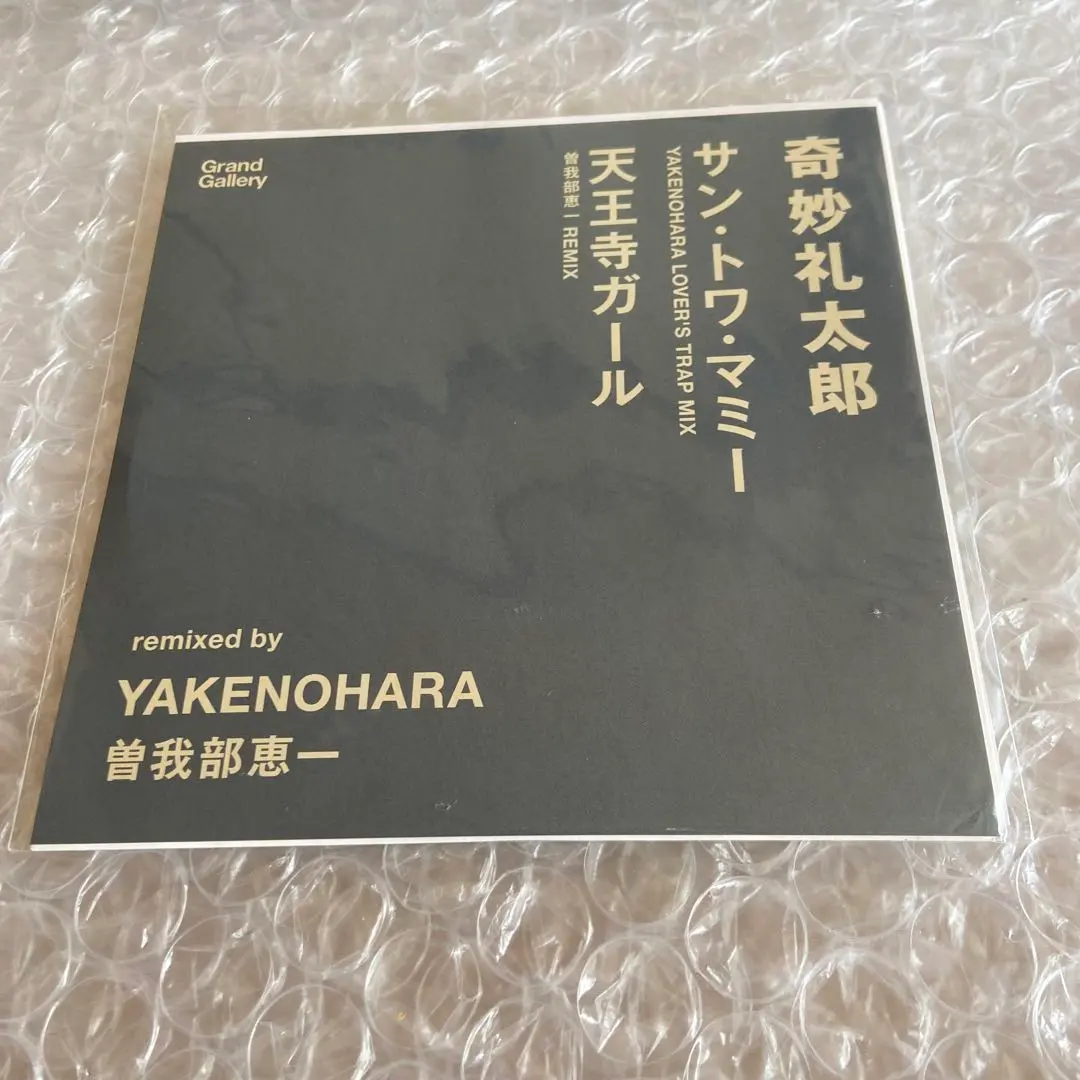 奇妙礼太郎
サン・トワ・マミー
YAKENOHARA LOVER'S TRAP MIX
天王寺ガール
曽我部恵一 REMIX
Grand
Gallery
remixed by
YAKENOHARA
曽我部恵一